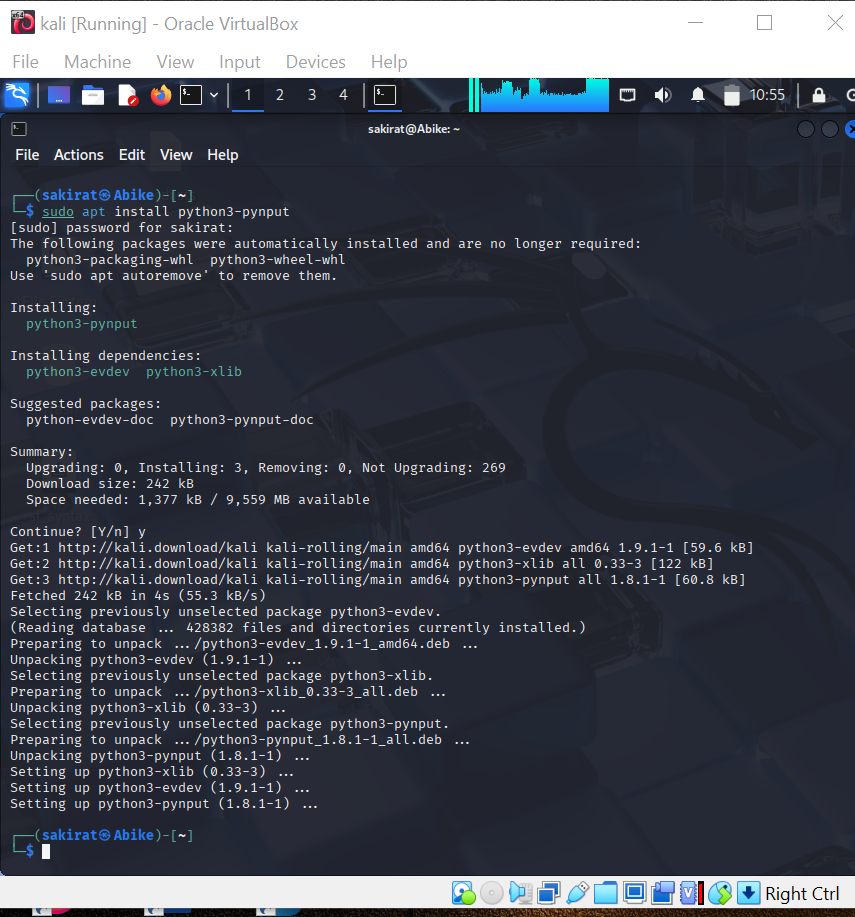 kali [Running] - Oracle VirtualBox
File Machine View Input Devices Help
1 2 3 4 10:55
sakirat@Abike: ~
File Actions Edit View Help
┌──(sakirat㉿Abike)-[~]
└─$ sudo apt install python3-pynput
[sudo] password for sakirat:
The following packages were automatically installed and are no longer required:
  python3-packaging-whl  python3-wheel-whl
Use 'sudo apt autoremove' to remove them.
Installing:
  python3-pynput
Installing dependencies:
  python3-evdev  python3-xlib
Suggested packages:
  python-evdev-doc  python3-pynput-doc
Summary:
  Upgrading: 0, Installing: 3, Removing: 0, Not Upgrading: 269
  Download size: 242 kB
  Space needed: 1,377 kB / 9,559 MB available
Continue? [Y/n] y
Get:1 http://kali.download/kali kali-rolling/main amd64 python3-evdev amd64 1.9.1-1 [59.6 kB]
Get:2 http://kali.download/kali kali-rolling/main amd64 python3-xlib all 0.33-3 [122 kB]
Get:3 http://kali.download/kali kali-rolling/main amd64 python3-pynput all 1.8.1-1 [60.8 kB]
Fetched 242 kB in 4s (55.3 kB/s)
Selecting previously unselected package python3-evdev.
(Reading database ... 428382 files and directories currently installed.)
Preparing to unpack .../python3-evdev_1.9.1-1_amd64.deb ...
Unpacking python3-evdev (1.9.1-1) ...
Selecting previously unselected package python3-xlib.
Preparing to unpack .../python3-xlib_0.33-3_all.deb ...
Unpacking python3-xlib (0.33-3) ...
Selecting previously unselected package python3-pynput.
Preparing to unpack .../python3-pynput_1.8.1-1_all.deb ...
Unpacking python3-pynput (1.8.1-1) ...
Setting up python3-xlib (0.33-3) ...
Setting up python3-evdev (1.9.1-1) ...
Setting up python3-pynput (1.8.1-1) ...
┌──(sakirat㉿Abike)-[~]
└─$
Right Ctrl